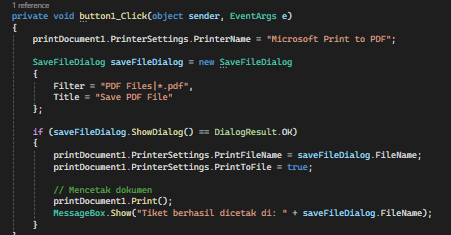 1 reference
private void button1_Click(object sender, EventArgs e)
{
printDocument1.PrinterSettings.PrinterName = "Microsoft Print to PDF";
SaveFileDialog saveFileDialog = new SaveFileDialog
{
Filter = "PDF Files|*.pdf",
Title = "Save PDF File"
};
if (saveFileDialog.ShowDialog() == DialogResult.OK)
{
printDocument1.PrinterSettings.PrintFileName = saveFileDialog.FileName;
printDocument1.PrinterSettings.PrintToFile = true;
// Mencetak dokumen
printDocument1.Print();
MessageBox.Show("Tiket berhasil dicetak di: " + saveFileDialog.FileName);
}